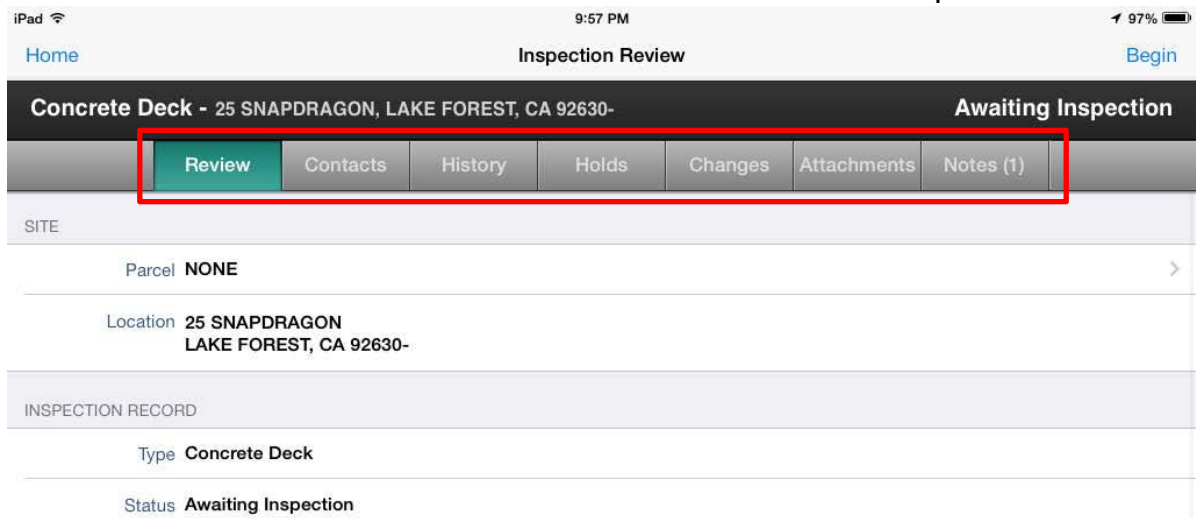 iPad 9:57 PM 97%
Home Inspection Review Begin
Concrete Deck - 25 SNAPDRAGON, LAKE FOREST, CA 92630- Awaiting Inspection
Review Contacts History Holds Changes Attachments Notes (1)
SITE
Parcel NONE
Location 25 SNAPDRAGON
LAKE FOREST, CA 92630-
INSPECTION RECORD
Type Concrete Deck
Status Awaiting Inspection